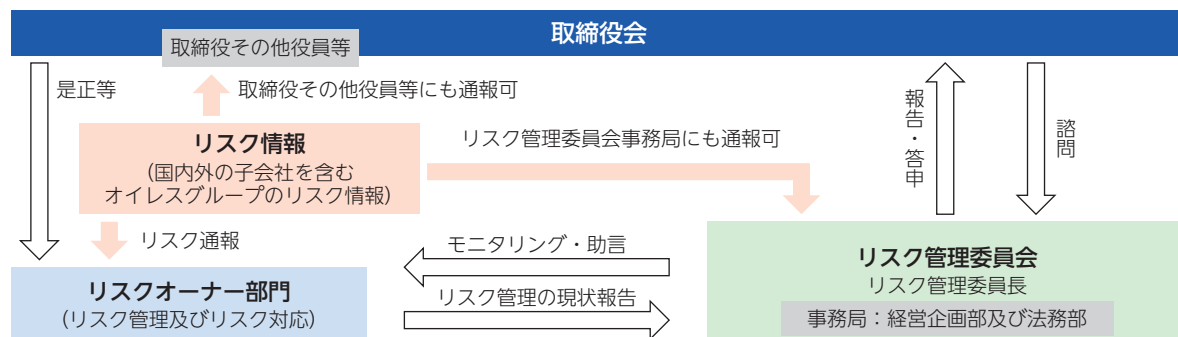 取締役会
取締役その他役員等
是正等
取締役その他役員等にも通報可
リスク情報
(国内外の子会社を含む
オイレスグループのリスク情報)
リスク管理委員会事務局にも通報可
報告・答申
諮問
リスク通報
モニタリング・助言
リスクオーナー部門
(リスク管理及びリスク対応)
リスク管理の現状報告
リスク管理委員会
リスク管理委員長
事務局：経営企画部及び法務部